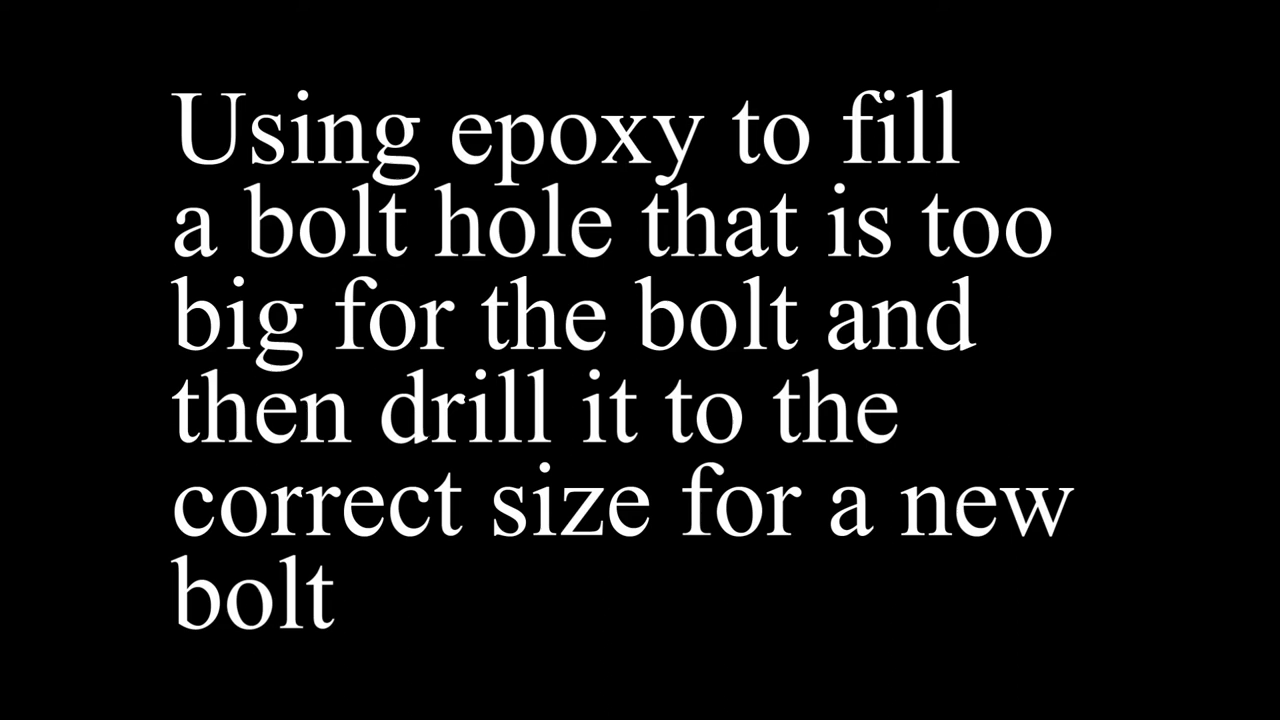 Using epoxy to fill
a bolt hole that is too
big for the bolt and
then drill it to the
correct size for a new
bolt